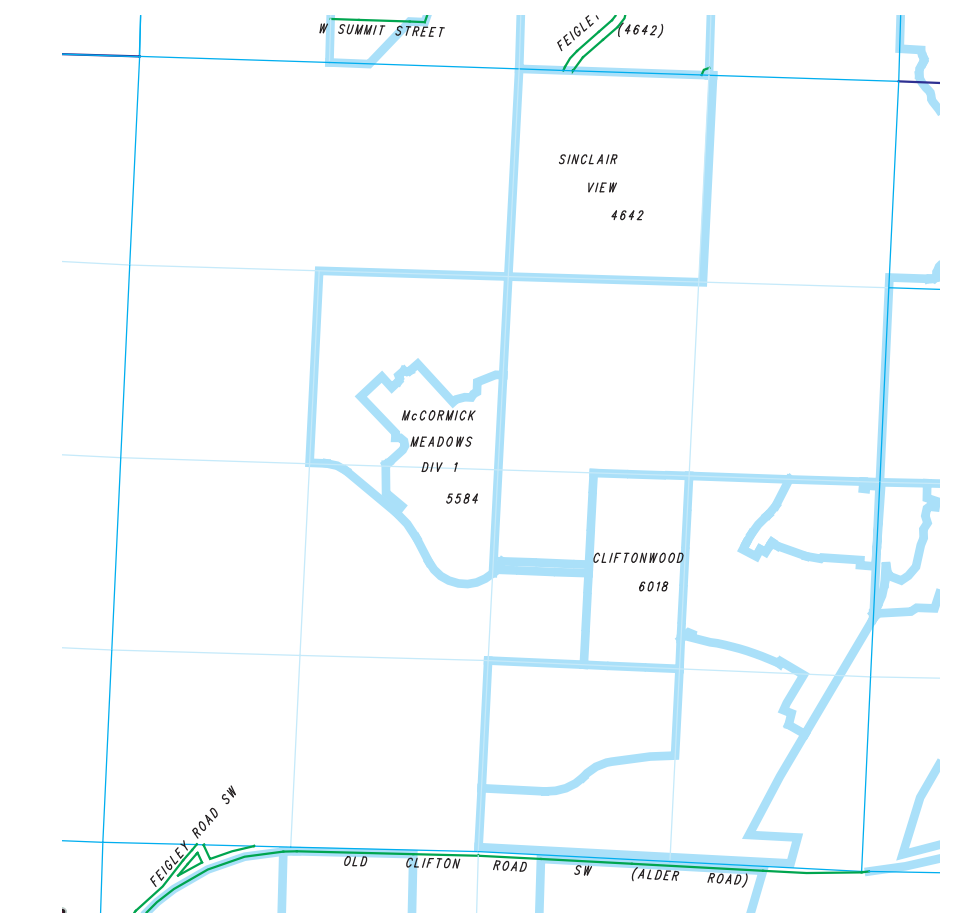 W SUMMIT STREET
FEIGLEY
(4642)
SINCLAIR
VIEW
4642
McCORMICK
MEADOWS
DIV 1
5584
CLIFTONWOOD
6018
FEIGLEY ROAD SW
OLD CLIFTON ROAD SW (ALDER ROAD)